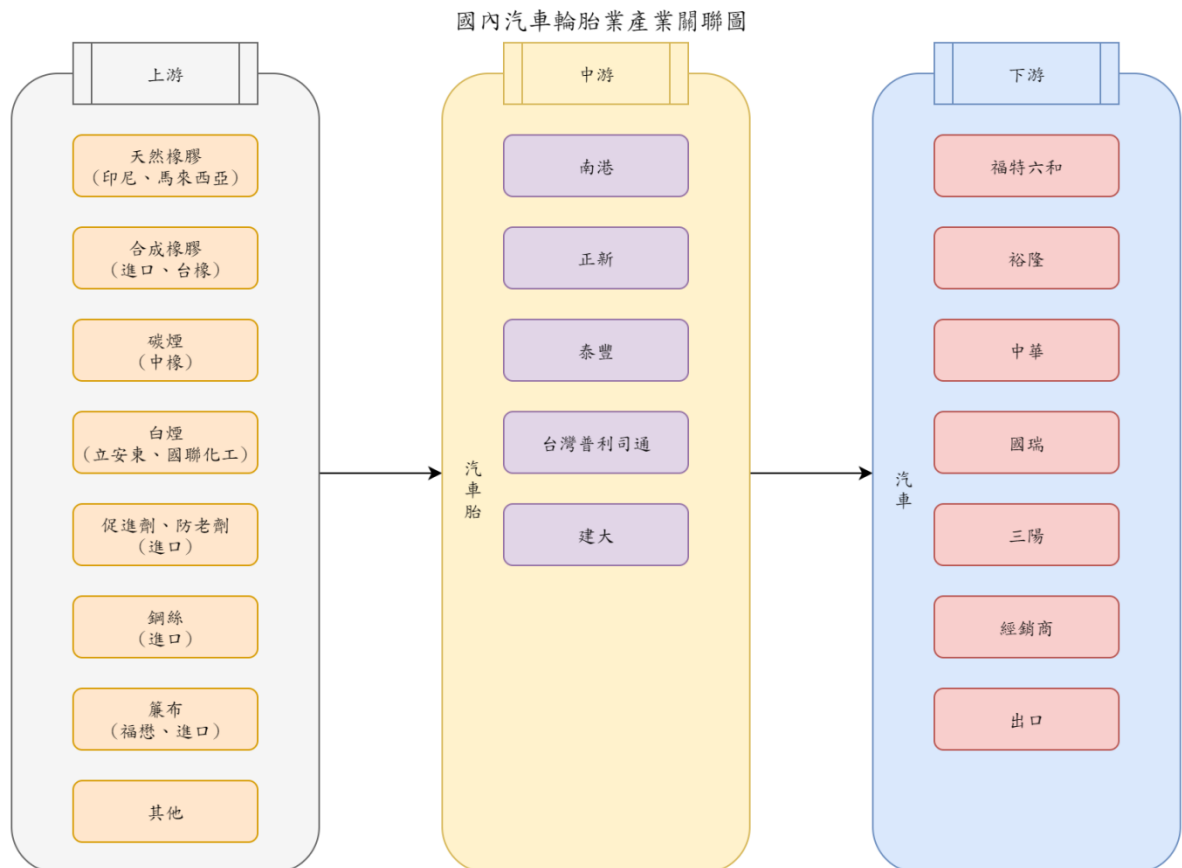 國內汽車輪胎業產業關聯圖
上游
天然橡膠
(印尼、馬來西亞)
合成橡膠
(進口、台橡)
碳煙
(中橡)
白煙
(立安東、國聯化工)
促進劑、防老劑
(進口)
鋼絲
(進口)
簾布
(福懋、進口)
其他
中游
南港
正新
泰豐
台灣普利司通
建大
汽車胎
下游
福特六和
裕隆
中華
國瑞
三陽
經銷商
出口
汽車